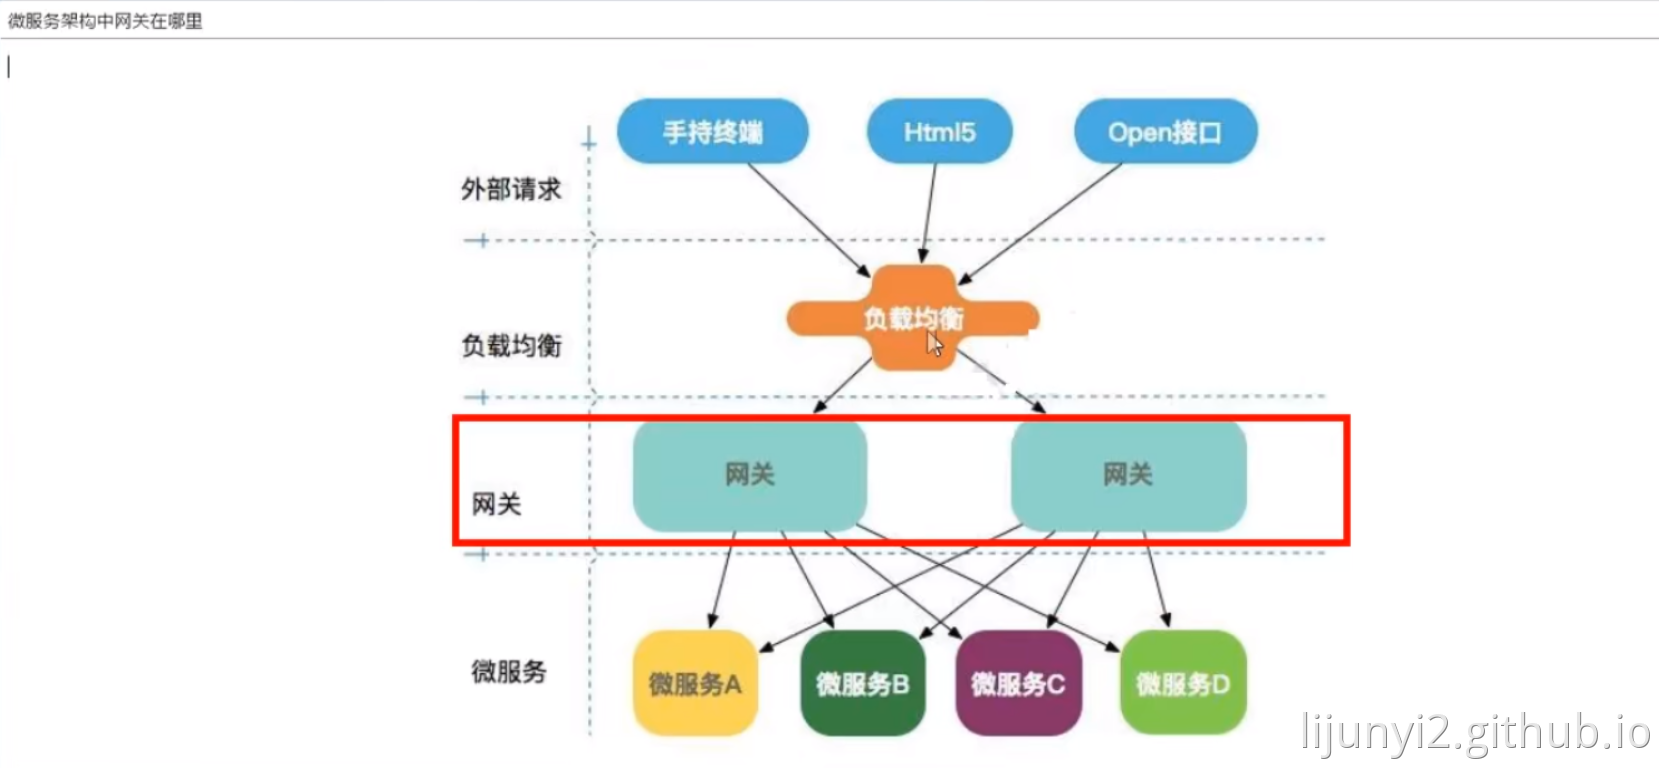 微服务架构中网关在哪里
手持终端
Html5
Open接口
外部请求
负载均衡
负载均衡
网关
网关
网关
微服务
微服务A
微服务B
微服务C
微服务D
lijunyi2.github.io